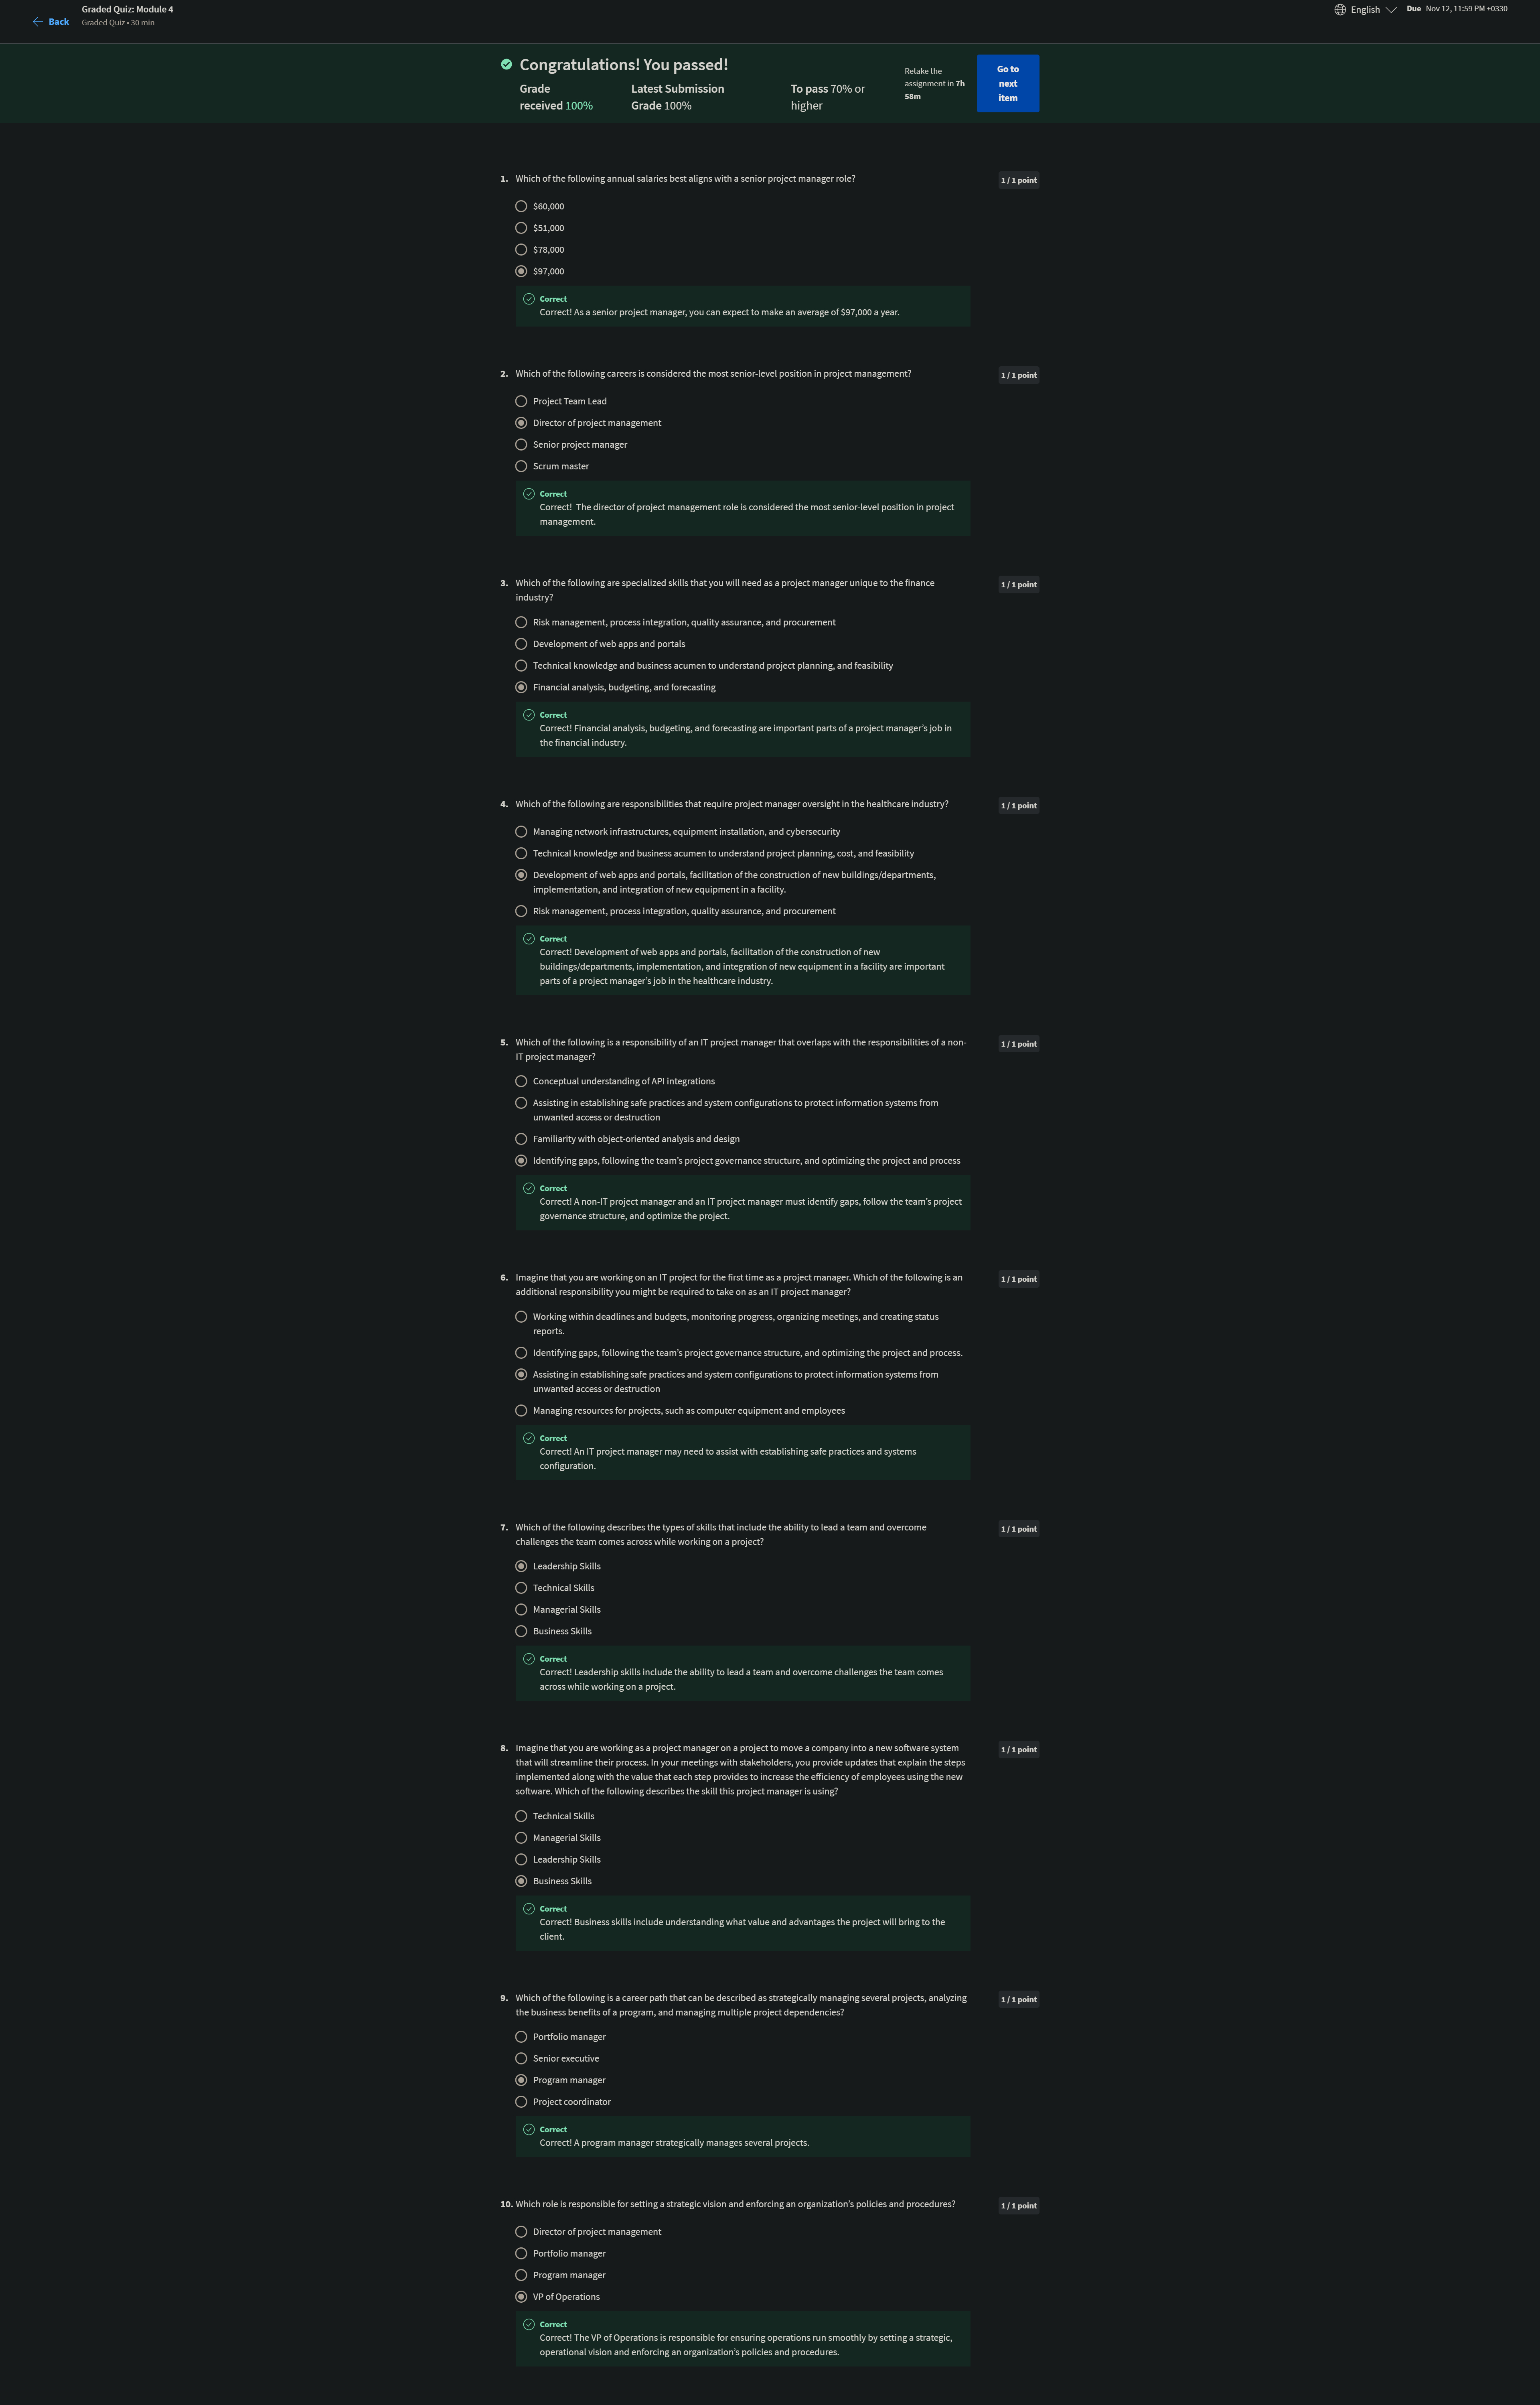 Back
Graded Quiz: Module 4
Graded Quiz • 30 min
English
Due Nov 12, 11:59 PM +0330
Congratulations! You passed!
Grade
received 100%
Latest Submission
Grade 100%
To pass 70% or
higher
Retake the
assignment in 7h
58m
Go to
next
item
1. Which of the following annual salaries best aligns with a senior project manager role?
1 / 1 point
$60,000
$51,000
$78,000
$97,000
Correct
Correct! As a senior project manager, you can expect to make an average of $97,000 a year.
2. Which of the following careers is considered the most senior-level position in project management?
1 / 1 point
Project Team Lead
Director of project management
Senior project manager
Scrum master
Correct
Correct! The director of project management role is considered the most senior-level position in project
management.
3. Which of the following are specialized skills that you will need as a project manager unique to the finance
industry?
1 / 1 point
Risk management, process integration, quality assurance, and procurement
Development of web apps and portals
Technical knowledge and business acumen to understand project planning, and feasibility
Financial analysis, budgeting, and forecasting
Correct
Correct! Financial analysis, budgeting, and forecasting are important parts of a project manager's job in
the financial industry.
4. Which of the following are responsibilities that require project manager oversight in the healthcare industry?
1 / 1 point
Managing network infrastructures, equipment installation, and cybersecurity
Technical knowledge and business acumen to understand project planning, cost, and feasibility
Development of web apps and portals, facilitation of the construction of new buildings/departments,
implementation, and integration of new equipment in a facility.
Risk management, process integration, quality assurance, and procurement
Correct
Correct! Development of web apps and portals, facilitation of the construction of new
buildings/departments, implementation, and integration of new equipment in a facility are important
parts of a project manager's job in the healthcare industry.
5. Which of the following is a responsibility of an IT project manager that overlaps with the responsibilities of a non-
IT project manager?
1 / 1 point
Conceptual understanding of API integrations
Assisting in establishing safe practices and system configurations to protect information systems from
unwanted access or destruction
Familiarity with object-oriented analysis and design
Identifying gaps, following the team's project governance structure, and optimizing the project and process
Correct
Correct! A non-IT project manager and an IT project manager must identify gaps, follow the team's project
governance structure, and optimize the project.
6. Imagine that you are working on an IT project for the first time as a project manager. Which of the following is an
additional responsibility you might be required to take on as an IT project manager?
1 / 1 point
Working within deadlines and budgets, monitoring progress, organizing meetings, and creating status
reports.
Identifying gaps, following the team's project governance structure, and optimizing the project and process.
Assisting in establishing safe practices and system configurations to protect information systems from
unwanted access or destruction
Managing resources for projects, such as computer equipment and employees
Correct
Correct! An IT project manager may need to assist with establishing safe practices and systems
configuration.
7. Which of the following describes the types of skills that include the ability to lead a team and overcome
challenges the team comes across while working on a project?
1 / 1 point
Leadership Skills
Technical Skills
Managerial Skills
Business Skills
Correct
Correct! Leadership skills include the ability to lead a team and overcome challenges the team comes
across while working on a project.
8. Imagine that you are working as a project manager on a project to move a company into a new software system
that will streamline their process. In your meetings with stakeholders, you provide updates that explain the steps
implemented along with the value that each step provides to increase the efficiency of employees using the new
software. Which of the following describes the skill this project manager is using?
1 / 1 point
Technical Skills
Managerial Skills
Leadership Skills
Business Skills
Correct
Correct! Business skills include understanding what value and advantages the project will bring to the
client.
9. Which of the following is a career path that can be described as strategically managing several projects, analyzing
the business benefits of a program, and managing multiple project dependencies?
1 / 1 point
Portfolio manager
Senior executive
Program manager
Project coordinator
Correct
Correct! A program manager strategically manages several projects.
10. Which role is responsible for setting a strategic vision and enforcing an organization's policies and procedures?
1 / 1 point
Director of project management
Portfolio manager
Program manager
VP of Operations
Correct
Correct! The VP of Operations is responsible for ensuring operations run smoothly by setting a strategic,
operational vision and enforcing an organization's policies and procedures.